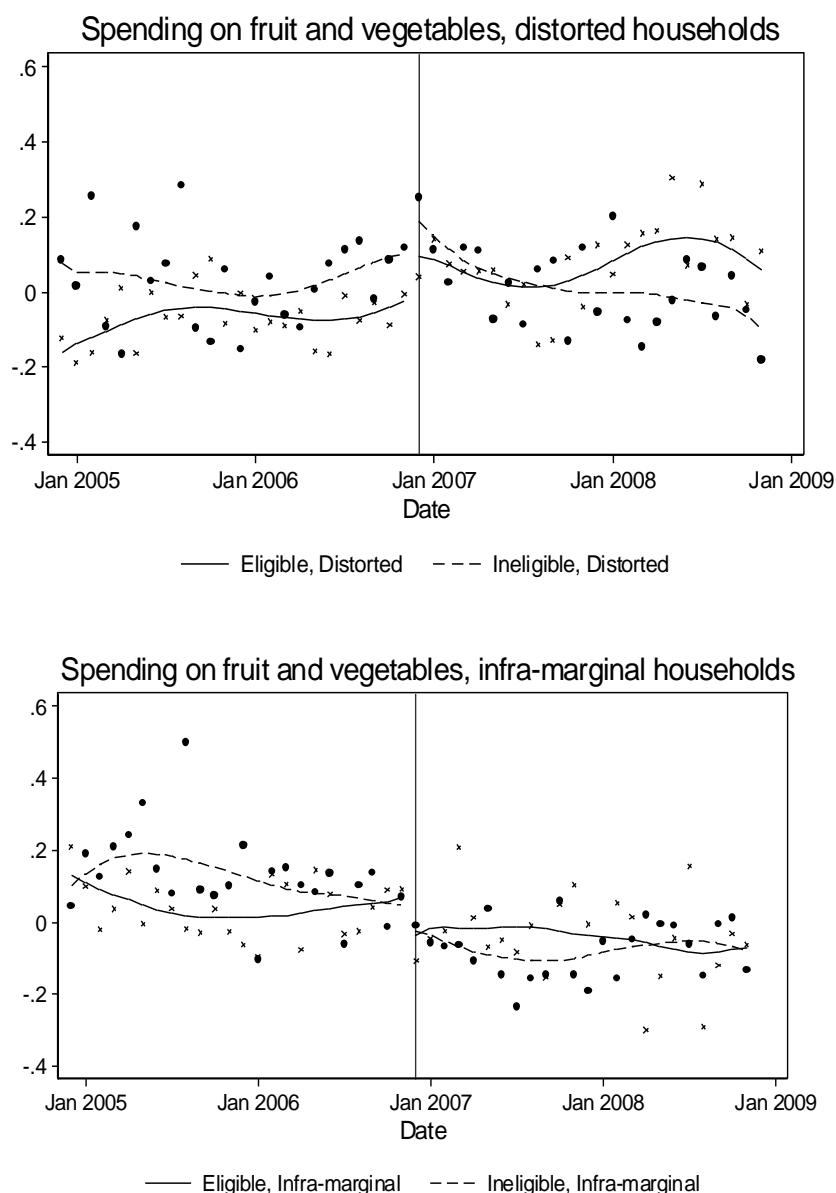 Spending on fruit and vegetables, distorted households
.6
.4
.2
0
-.2
-.4
Jan 2005 Jan 2006 Jan 2007 Jan 2008 Jan 2009
Date
Eligible, Distorted Ineligible, Distorted
Spending on fruit and vegetables, infra-marginal households
.6
.4
.2
0
-.2
-.4
Jan 2005 Jan 2006 Jan 2007 Jan 2008 Jan 2009
Date
Eligible, Infra-marginal Ineligible, Infra-marginal